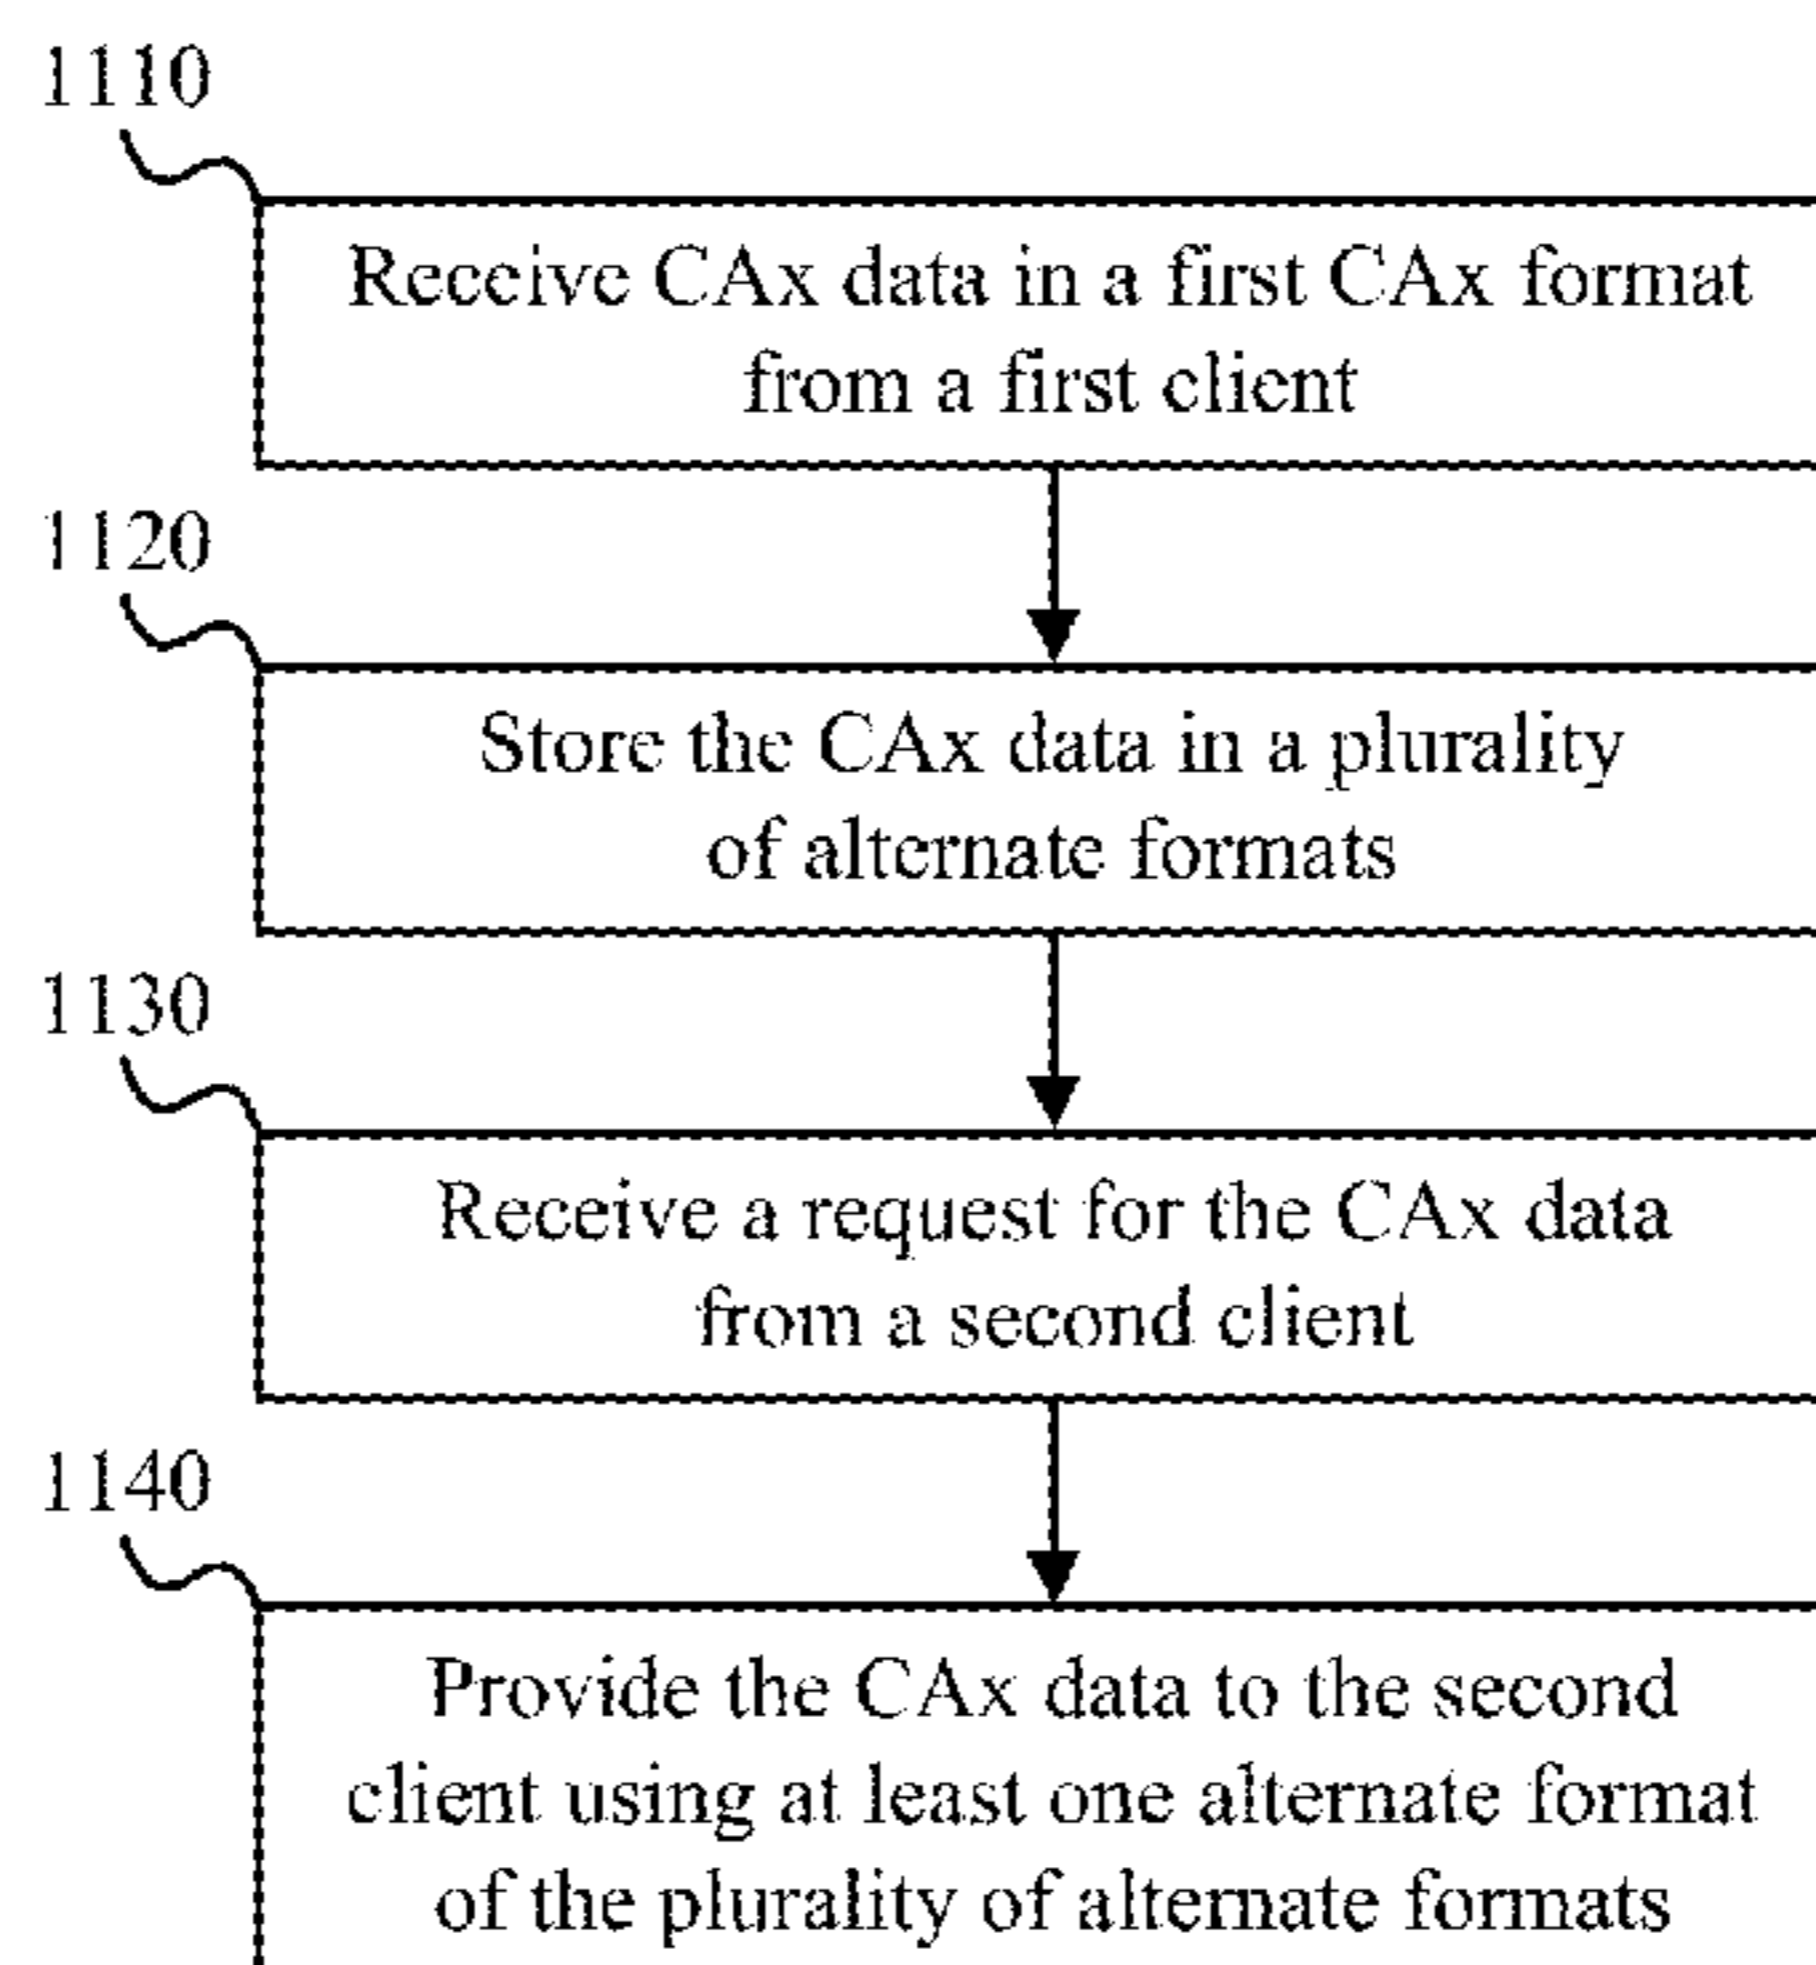 1110
Receive CAx data in a first CAx format
from a first client
1120
Store the CAx data in a plurality
of alternate formats
1130
Receive a request for the CAx data
from a second client
1140
Provide the CAx data to the second
client using at least one alternate format
of the plurality of alternate formats